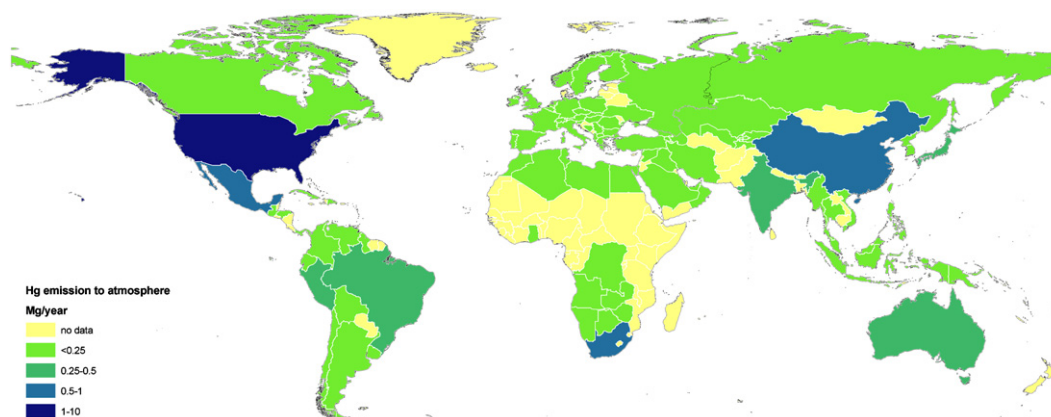 Hg emission to atmosphere
Mg/year
no data
<0.25
0.25-0.5
0.5-1
1-10